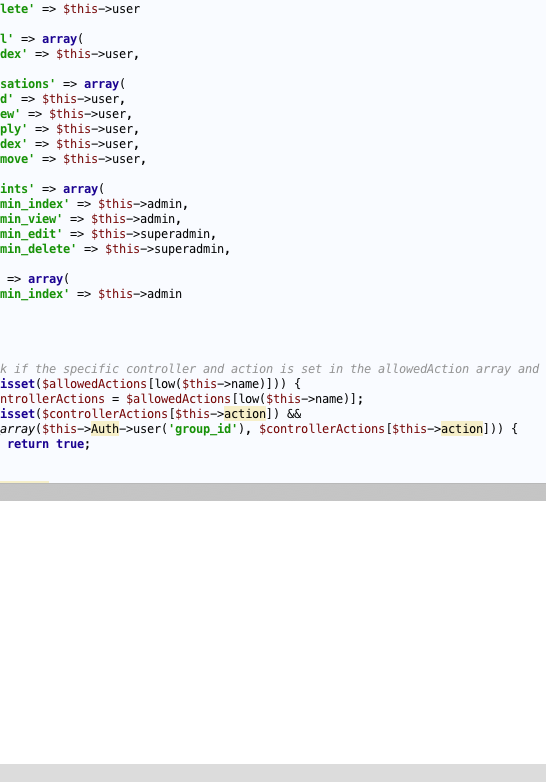 lete' => $this->user
l' => array(
dex' => $this->user,
sations' => array(
d' => $this->user,
ew' => $this->user,
ply' => $this->user,
dex' => $this->user,
move' => $this->user,
ints' => array(
min_index' => $this->admin,
min_view' => $this->admin,
min_edit' => $this->superadmin,
min_delete' => $this->superadmin,
=> array(
min_index' => $this->admin
k if the specific controller and action is set in the allowedAction array and
isset($allowedActions[low($this->name)])) {
ntrollerActions = $allowedActions[low($this->name)];
isset($controllerActions[$this->action]) &&
array($this->Auth->user('group_id'), $controllerActions[$this->action])) {
return true;